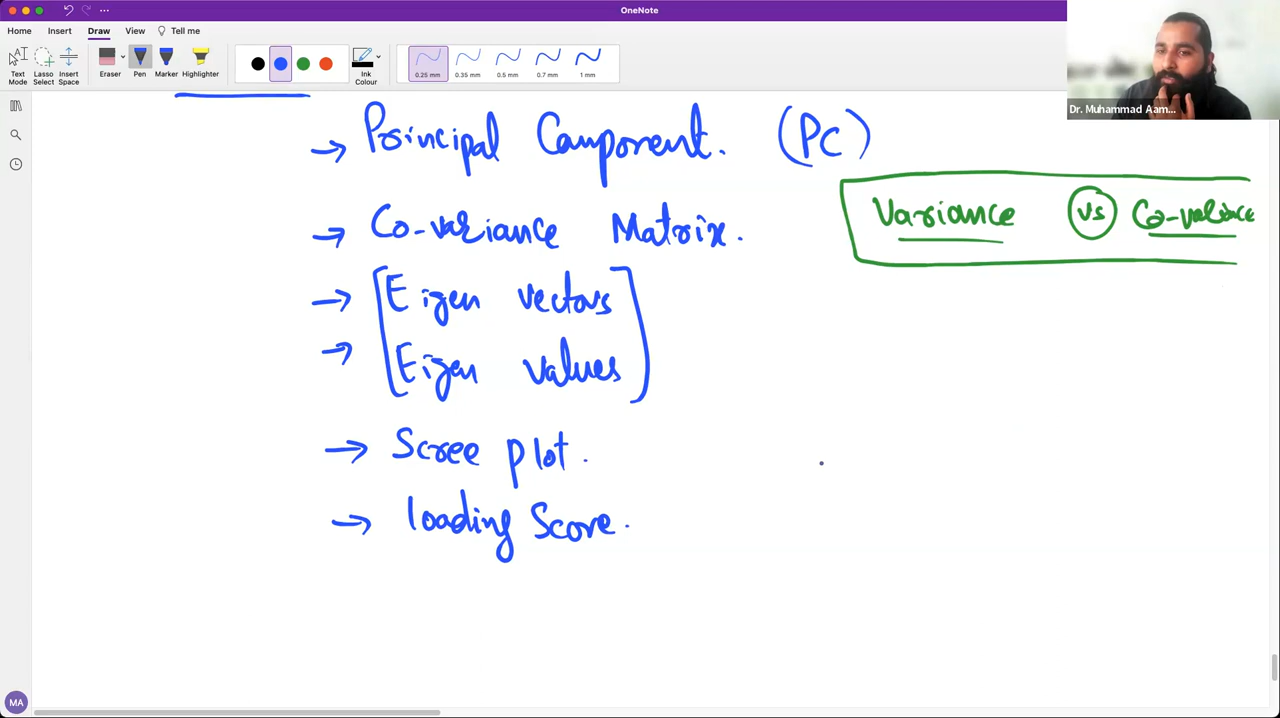 OneNote
Home Insert Draw View Tell me
Text Mode
Lasso Select
Insert Space
Eraser
Pen
Marker
Highlighter
Ink Colour
0.25 mm 0.35 mm 0.5 mm 0.7 mm 1 mm
Dr. Muhammad Aam...
→ Principal Component. (PC)
Variance vs Co-variance
→ Co-variance Matrix.
→ [Eigen vectors]
→ [Eigen values]
→ Scree plot.
→ loading Score.
MA